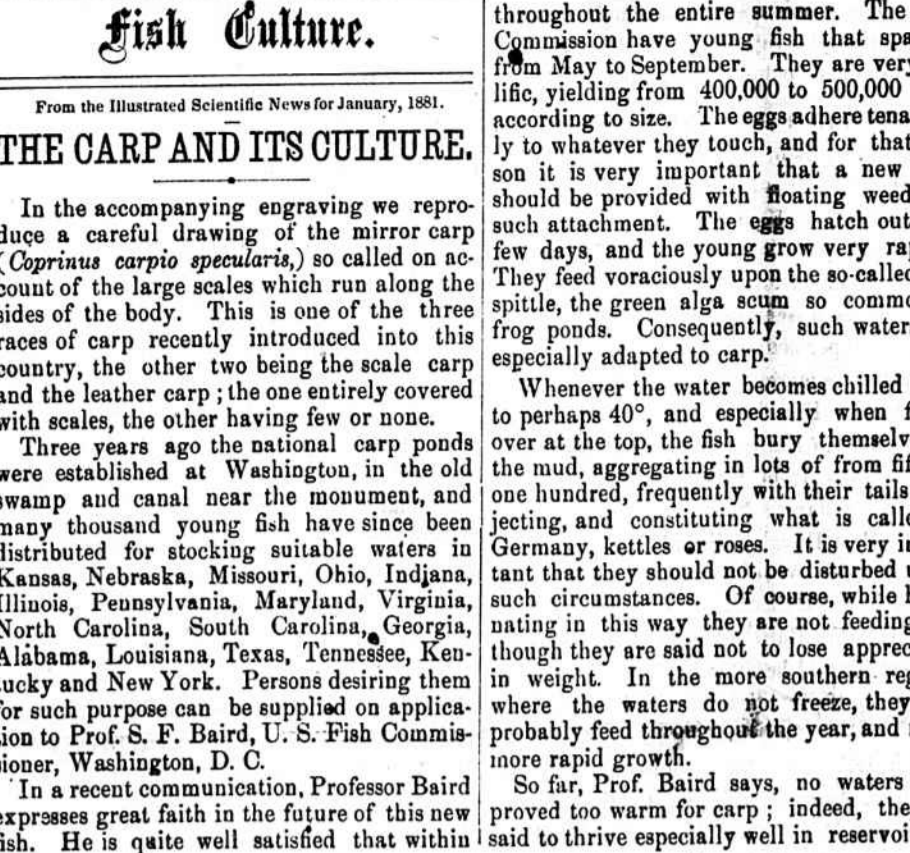 Fish Culture.
From the Illustrated Scientific News for January, 1881.
THE CARP AND ITS CULTURE.
In the accompanying engraving we repro-
duce a careful drawing of the mirror carp
(Coprinus carpio specularis,) so called on ac-
count of the large scales which run along the
sides of the body. This is one of the three
races of carp recently introduced into this
country, the other two being the scale carp
and the leather carp ; the one entirely covered
with scales, the other having few or none.
Three years ago the national carp ponds
were established at Washington, in the old
swamp and canal near the monument, and
many thousand young fish have since been
distributed for stocking suitable waters in
Kansas, Nebraska, Missouri, Ohio, Indiana,
Illinois, Pennsylvania, Maryland, Virginia,
North Carolina, South Carolina, Georgia,
Alabama, Louisiana, Texas, Tennessee, Ken-
tucky and New York. Persons desiring them
for such purpose can be supplied on applica-
tion to Prof. S. F. Baird, U. S. Fish Commis-
sioner, Washington, D. C.
In a recent communication, Professor Baird
expresses great faith in the future of this new
fish. He is quite well satisfied that within
throughout the entire summer. The
Commission have young fish that spa
from May to September. They are very
lific, yielding from 400,000 to 500,000
according to size. The eggs adhere tena
ly to whatever they touch, and for that
son it is very important that a new
should be provided with floating weed
such attachment. The eggs hatch out
few days, and the young grow very ra
They feed voraciously upon the so-called
spittle, the green alga scum so commo
frog ponds. Consequently, such water
especially adapted to carp.
Whenever the water becomes chilled
to perhaps 40°, and especially when f
over at the top, the fish bury themselv
the mud, aggregating in lots of from fif
one hundred, frequently with their tails
jecting, and constituting what is calle
Germany, kettles or roses. It is very i
tant that they should not be disturbed
such circumstances. Of course, while
nating in this way they are not feeding
though they are said not to lose apprec
in weight. In the more southern reg
where the waters do not freeze, they
probably feed throughout the year, and
more rapid growth.
So far, Prof. Baird says, no waters
proved too warm for carp ; indeed, the
said to thrive especially well in reservoi